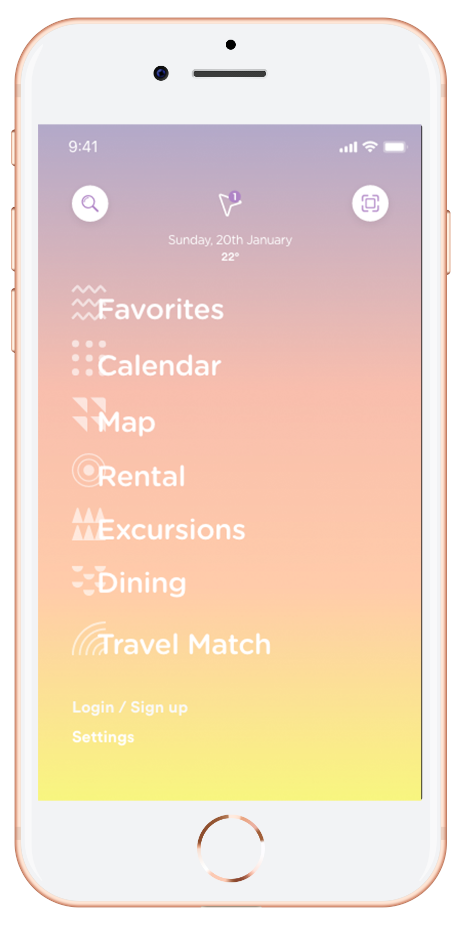 9:41
1
Sunday, 20th January
22°
Favorites
Calendar
Map
Rental
Excursions
Dining
Travel Match
Login / Sign up
Settings